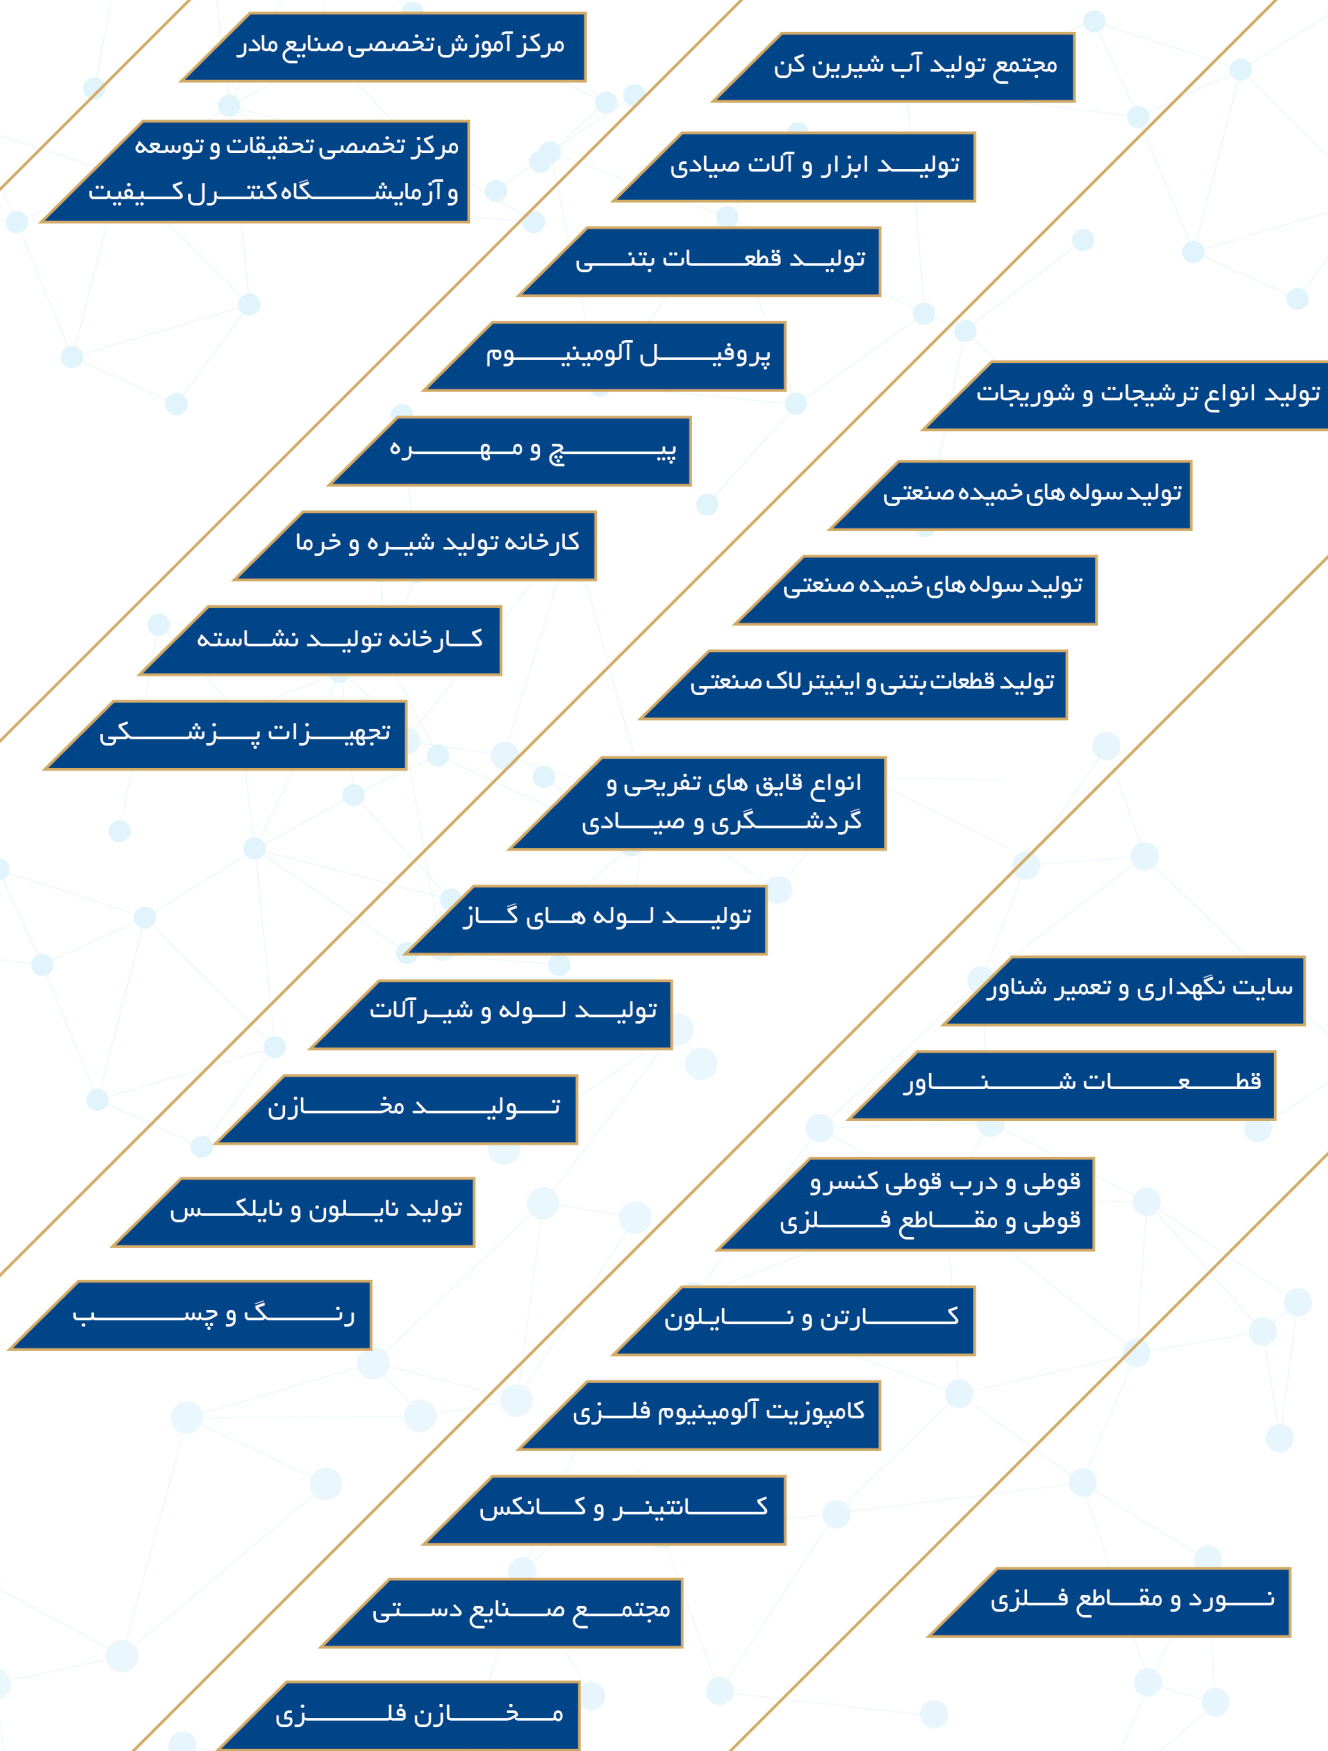 مرکز آموزش تخصصی صنایع مادر
مرکز تخصصی تحقیقات و توسعه
و آزمایشگاه کنترل کیفیت
مجتمع تولید آب شیرین کن
تولید ابزار و آلات صیادی
تولید قطعات بتنی
پروفیل آلومینیوم
پیچ و مهره
کارخانه تولید شیره و خرما
کارخانه تولید نشاسته
تجهیزات پزشکی
تولید انواع ترشیجات و شوریجات
تولید سوله های خمیده صنعتی
تولید سوله های خمیده صنعتی
تولید قطعات بتنی و اینیترلاک صنعتی
انواع قایق های تفریحی و
گردشگری و صیادی
تولید لوله های گاز
تولید لوله و شیرآلات
تولید مخازن
تولید نایلون و نایلکس
رنگ و چسب
سایت نگهداری و تعمیر شناور
قطعات شناور
قوطی و درب قوطی کنسرو
قوطی و مقاطع فلزی
کارتن و نایلون
کامپوزیت آلومینیوم فلزی
کانتینر و کانکس
مجتمع صنایع دستی
مخازن فلزی
نورد و مقاطع فلزی